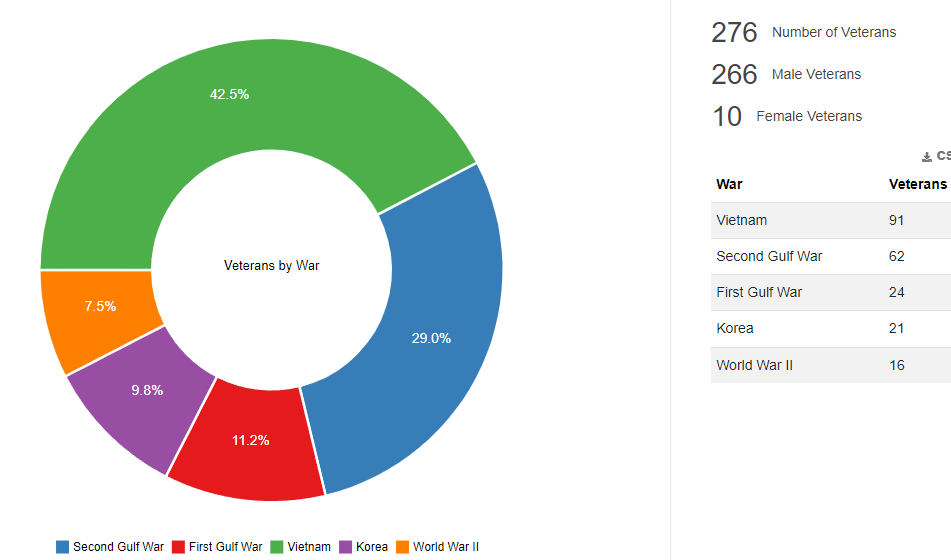 42.5%
Veterans by War
7.5%
29.0%
9.8%
11.2%
Second Gulf War First Gulf War Vietnam Korea World War II
276 Number of Veterans
266 Male Veterans
10 Female Veterans
CS
War Veterans
Vietnam 91
Second Gulf War 62
First Gulf War 24
Korea 21
World War II 16